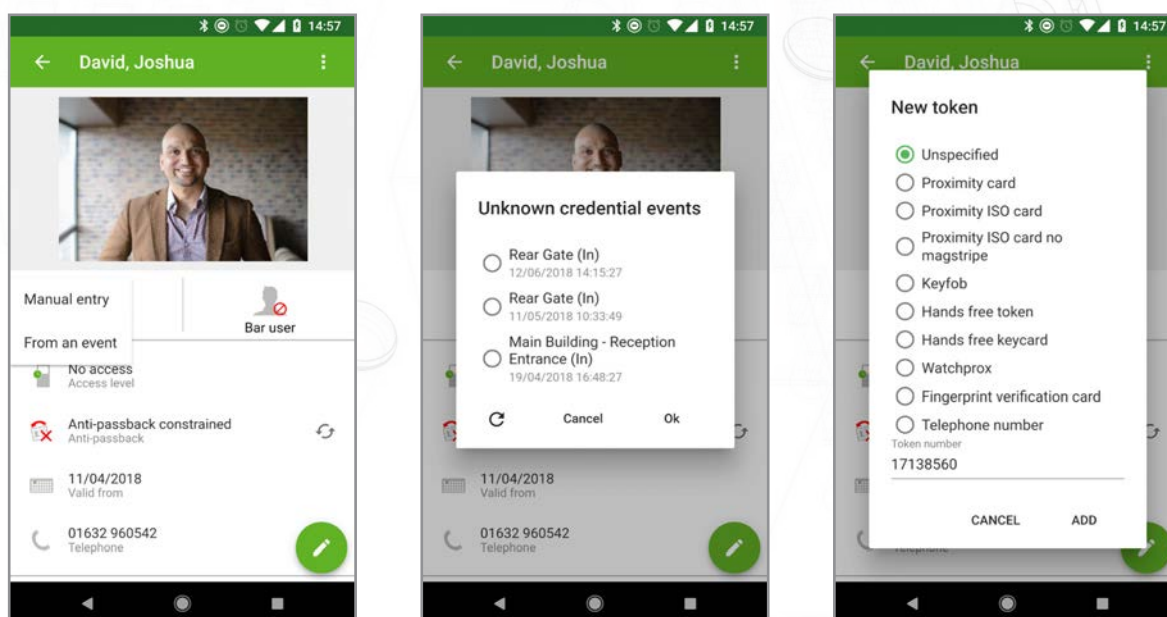 14:57
David, Joshua
Manual entry
From an event
Bar user
No access
Access level
Anti-passback constrained
Anti-passback
11/04/2018
Valid from
01632 960542
Telephone
14:57
David, Joshua
Unknown credential events
Rear Gate (In)
12/06/2018 14:15:27
Rear Gate (In)
11/05/2018 10:33:49
Main Building - Reception
Entrance (In)
19/04/2018 16:48:27
Cancel Ok
11/04/2018
Valid from
01632 960542
Telephone
14:57
David, Joshua
New token
Unspecified
Proximity card
Proximity ISO card
Proximity ISO card no
magstripe
Keyfob
Hands free token
Hands free keycard
Watchprox
Fingerprint verification card
Telephone number
Token number
17138560
CANCEL ADD